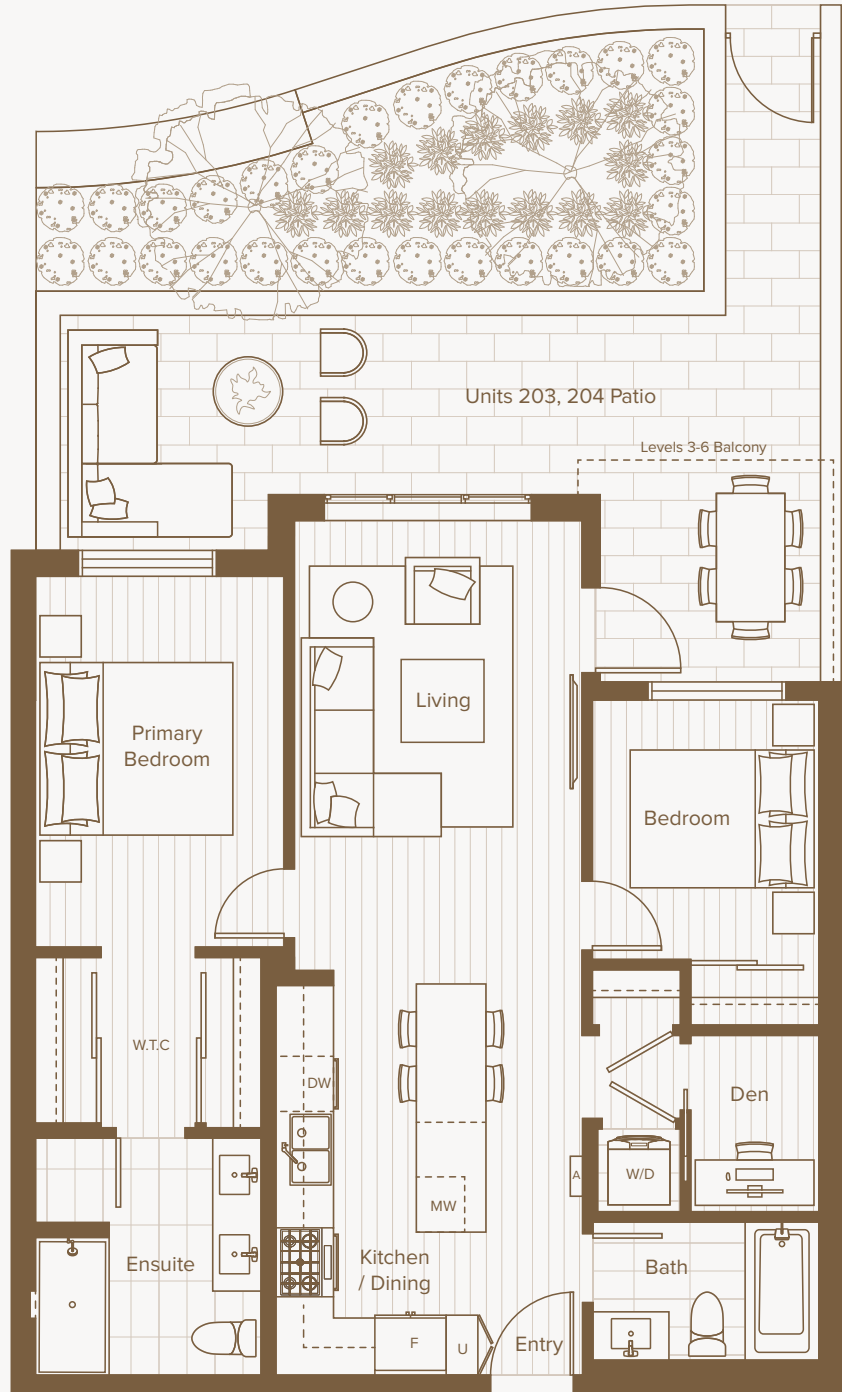 Units 203, 204 Patio
Levels 3-6 Balcony
Living
Primary
Bedroom
Bedroom
W.T.C
DW
Den
W/D
A
MW
Ensuite
Kitchen
/ Dining
Bath
F
U
Entry